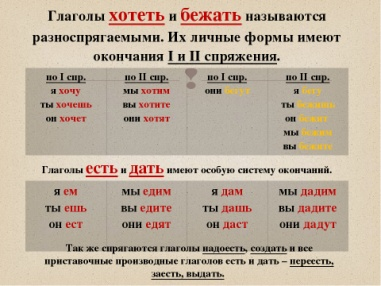 Глаголы хотеть и бежать называются
разноспрягаемыми. Их личные формы имеют
окончания I и II спряжения.
по I спр. по II спр. по I спр. по II спр.
я хочу мы хотим они бегут я бегу
ты хочешь вы хотите ты бежишь
он хочет они хотят он бежит
мы бежим
вы бежите
Глаголы есть и дать имеют особую систему окончаний.
я ем мы едим я дам мы дадим
ты ешь вы едите ты дашь вы дадите
он ест они едят он даст они дадут
Так же спрягаются глаголы надоесть, создать и все
приставочные производные глаголов есть и дать – переесть,
заесть, выдать.